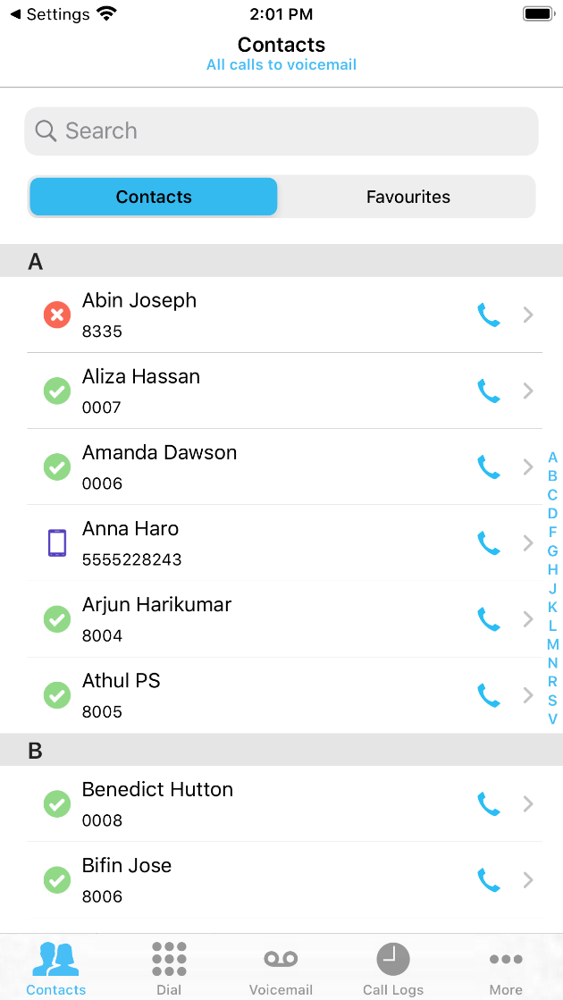 Settings 2:01 PM
Contacts
All calls to voicemail
Search
Contacts Favourites
A
Abin Joseph
8335
Aliza Hassan
0007
Amanda Dawson
0006
Anna Haro
5555228243
Arjun Harikumar
8004
Athul PS
8005
B
Benedict Hutton
0008
Bifin Jose
8006
A
B
C
D
F
G
H
J
K
L
M
N
R
S
V
Contacts Dial Voicemail Call Logs More